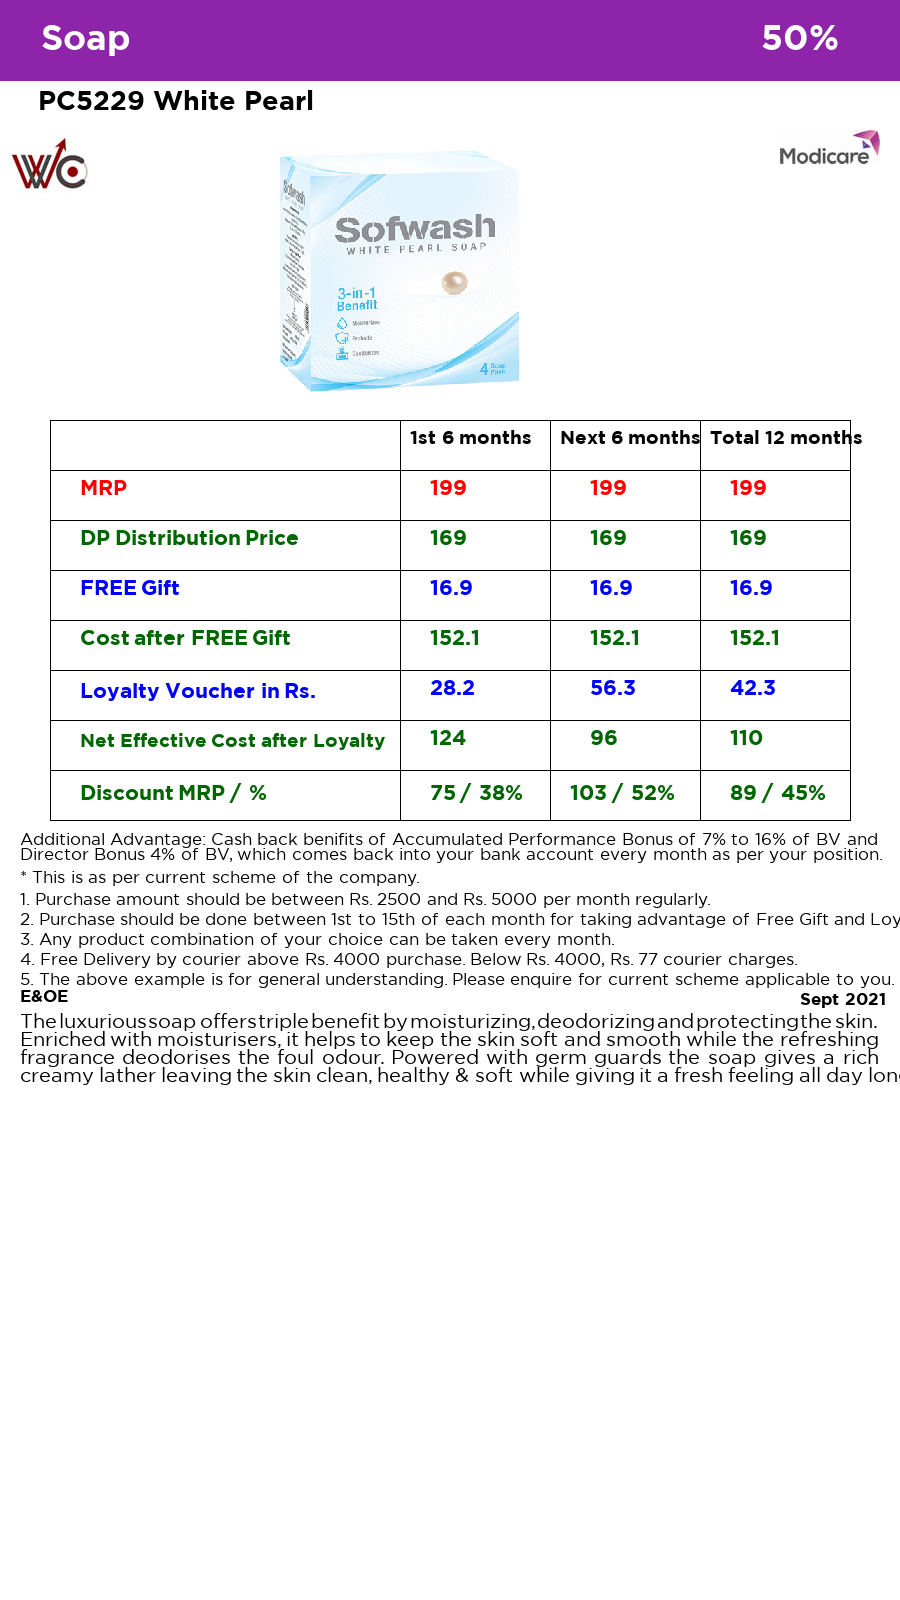 Soap 50%
PC5229 White Pearl
WC
Modicare
Sofwash
Sofwash
WHITE PEARL SOAP
3-in-1
Benefit
Moisturizes
Protects
Deodorizes
4 Soap
Pack
1st 6 months Next 6 months Total 12 months
MRP 199 199 199
DP Distribution Price 169 169 169
FREE Gift 16.9 16.9 16.9
Cost after FREE Gift 152.1 152.1 152.1
Loyalty Voucher in Rs. 28.2 56.3 42.3
Net Effective Cost after Loyalty 124 96 110
Discount MRP / % 75 / 38% 103 / 52% 89 / 45%
Additional Advantage: Cash back benifits of Accumulated Performance Bonus of 7% to 16% of BV and
Director Bonus 4% of BV, which comes back into your bank account every month as per your position.
* This is as per current scheme of the company.
1. Purchase amount should be between Rs. 2500 and Rs. 5000 per month regularly.
2. Purchase should be done between 1st to 15th of each month for taking advantage of Free Gift and Loy
3. Any product combination of your choice can be taken every month.
4. Free Delivery by courier above Rs. 4000 purchase. Below Rs. 4000, Rs. 77 courier charges.
5. The above example is for general understanding. Please enquire for current scheme applicable to you.
E&OE Sept 2021
The luxurious soap offers triple benefit by moisturizing, deodorizing and protecting the skin.
Enriched with moisturisers, it helps to keep the skin soft and smooth while the refreshing
fragrance deodorises the foul odour. Powered with germ guards the soap gives a rich
creamy lather leaving the skin clean, healthy & soft while giving it a fresh feeling all day lon